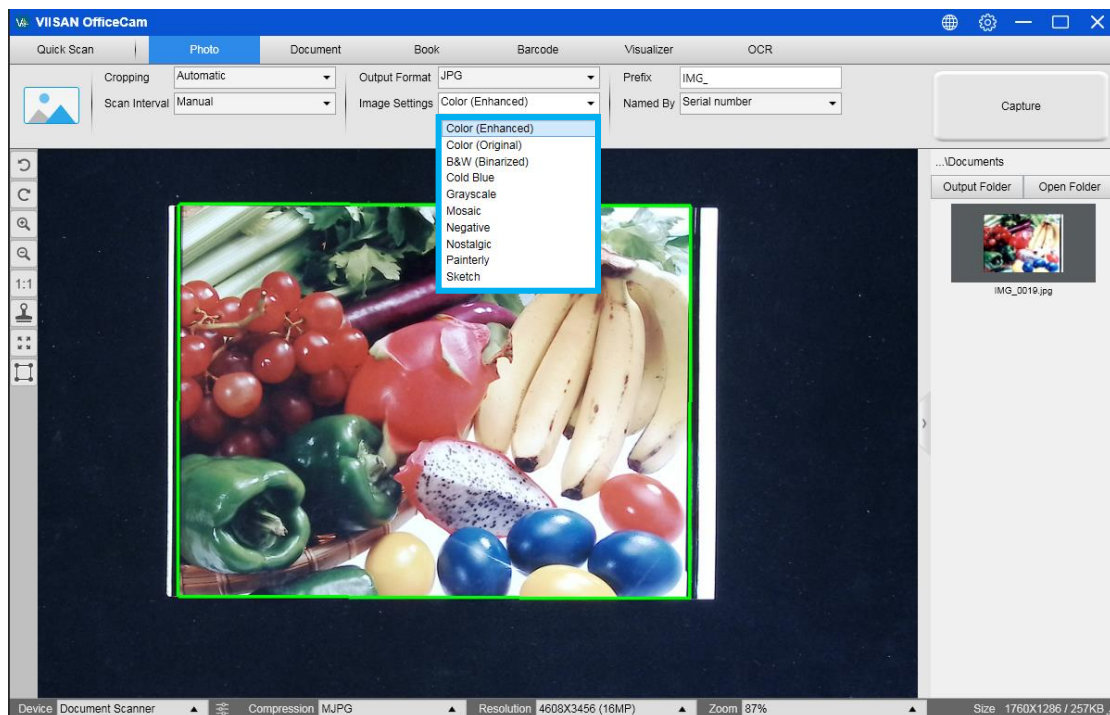 VIISAN OfficeCam
Quick Scan Photo Document Book Barcode Visualizer OCR
Cropping Automatic Output Format JPG Prefix IMG_
Scan Interval Manual Image Settings Color (Enhanced) Named By Serial number
Capture
Color (Enhanced)
Color (Original)
B&W (Binarized)
Cold Blue
Grayscale
Mosaic
Negative
Nostalgic
Painterly
Sketch
1:1
...\Documents
Output Folder Open Folder
IMG_0019.jpg
Device Document Scanner Compression MJPG Resolution 4608X3456 (16MP) Zoom 87% Size 1760X1286 / 257KB